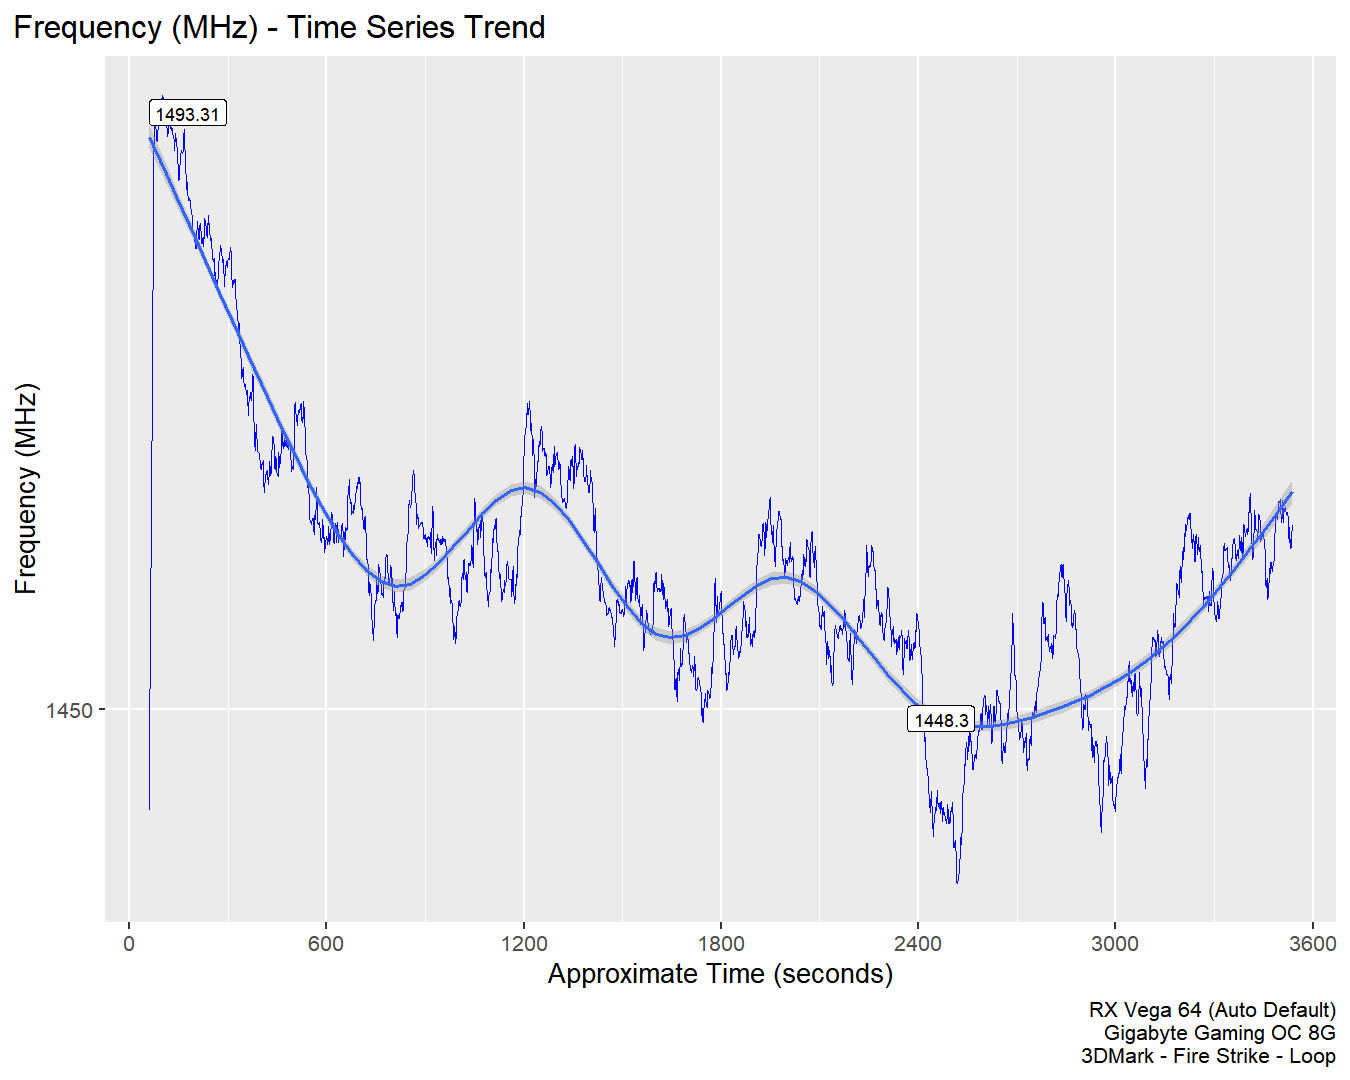 Frequency (MHz) - Time Series Trend
1493.31
Frequency (MHz)
1450
1448.3
0 600 1200 1800 2400 3000 3600
Approximate Time (seconds)
RX Vega 64 (Auto Default)
Gigabyte Gaming OC 8G
3DMark - Fire Strike - Loop